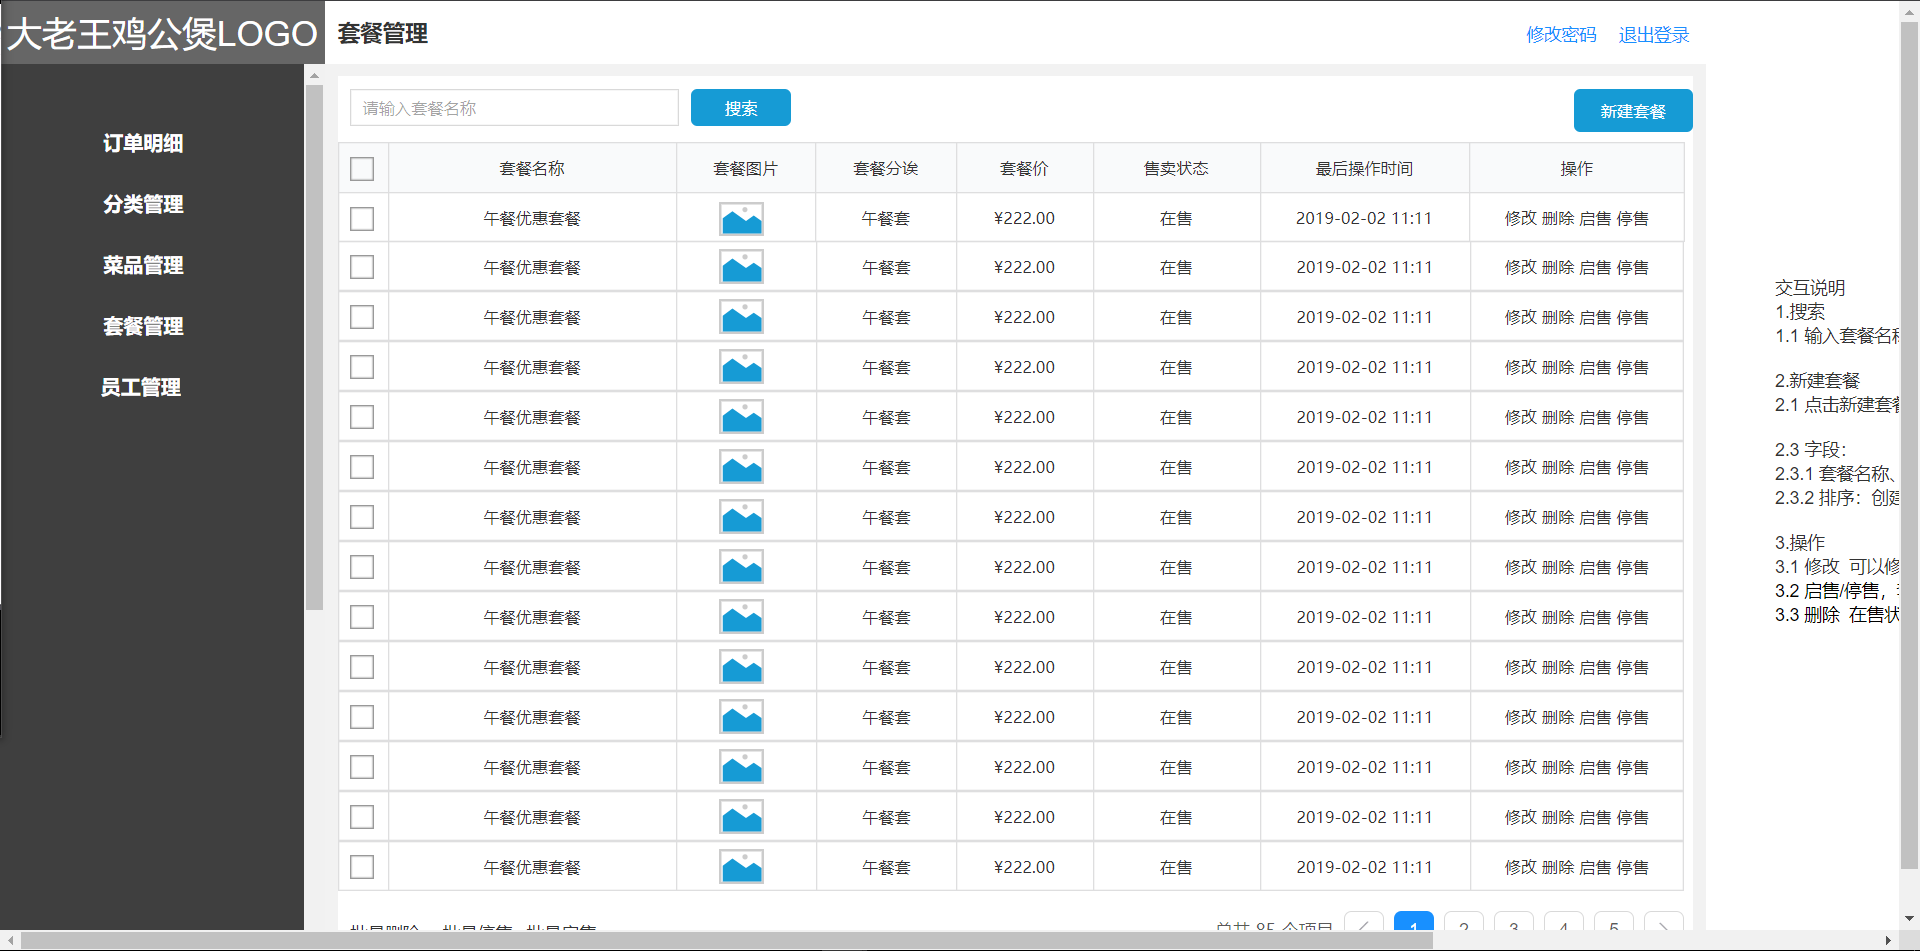 大老王鸡公煲LOGO
套餐管理
修改密码 退出登录
订单明细
分类管理
菜品管理
套餐管理
员工管理
请输入套餐名称 搜索 新建套餐
套餐名称 套餐图片 套餐分诶 套餐价 售卖状态 最后操作时间 操作
午餐优惠套餐 午餐套 ¥222.00 在售 2019-02-02 11:11 修改 删除 启售 停售
午餐优惠套餐 午餐套 ¥222.00 在售 2019-02-02 11:11 修改 删除 启售 停售
午餐优惠套餐 午餐套 ¥222.00 在售 2019-02-02 11:11 修改 删除 启售 停售
午餐优惠套餐 午餐套 ¥222.00 在售 2019-02-02 11:11 修改 删除 启售 停售
午餐优惠套餐 午餐套 ¥222.00 在售 2019-02-02 11:11 修改 删除 启售 停售
午餐优惠套餐 午餐套 ¥222.00 在售 2019-02-02 11:11 修改 删除 启售 停售
午餐优惠套餐 午餐套 ¥222.00 在售 2019-02-02 11:11 修改 删除 启售 停售
午餐优惠套餐 午餐套 ¥222.00 在售 2019-02-02 11:11 修改 删除 启售 停售
午餐优惠套餐 午餐套 ¥222.00 在售 2019-02-02 11:11 修改 删除 启售 停售
午餐优惠套餐 午餐套 ¥222.00 在售 2019-02-02 11:11 修改 删除 启售 停售
午餐优惠套餐 午餐套 ¥222.00 在售 2019-02-02 11:11 修改 删除 启售 停售
午餐优惠套餐 午餐套 ¥222.00 在售 2019-02-02 11:11 修改 删除 启售 停售
午餐优惠套餐 午餐套 ¥222.00 在售 2019-02-02 11:11 修改 删除 启售 停售
午餐优惠套餐 午餐套 ¥222.00 在售 2019-02-02 11:11 修改 删除 启售 停售
批量删除 批量停售 批量启售 总共 85 个项目 1 2 3 4 5
交互说明
1.搜索
1.1 输入套餐名称
2.新建套餐
2.1 点击新建套餐
2.3 字段：
2.3.1 套餐名称、
2.3.2 排序：创建
3.操作
3.1 修改 可以修
3.2 启售/停售，
3.3 删除 在售状